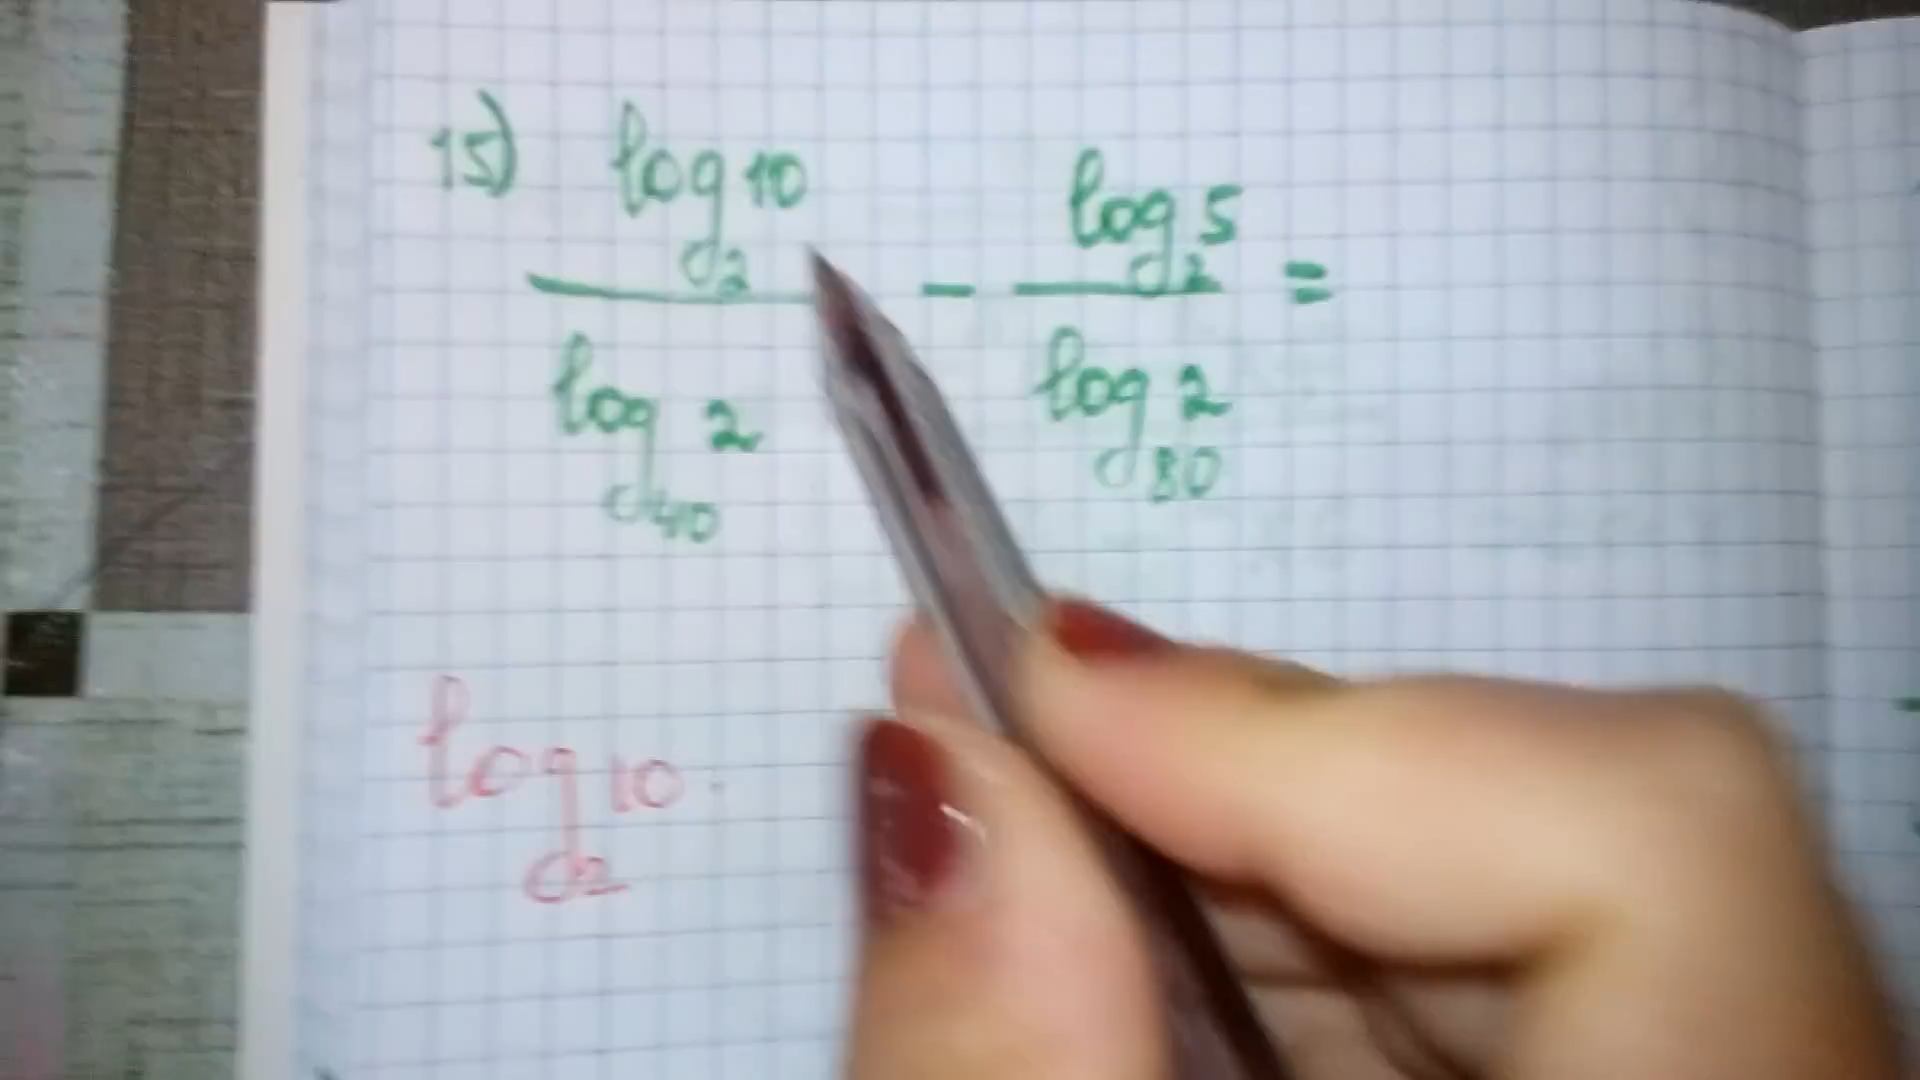 15) log₂10 / log₄₀2 - log₂5 / log₈₀2 =
log₂10 ·